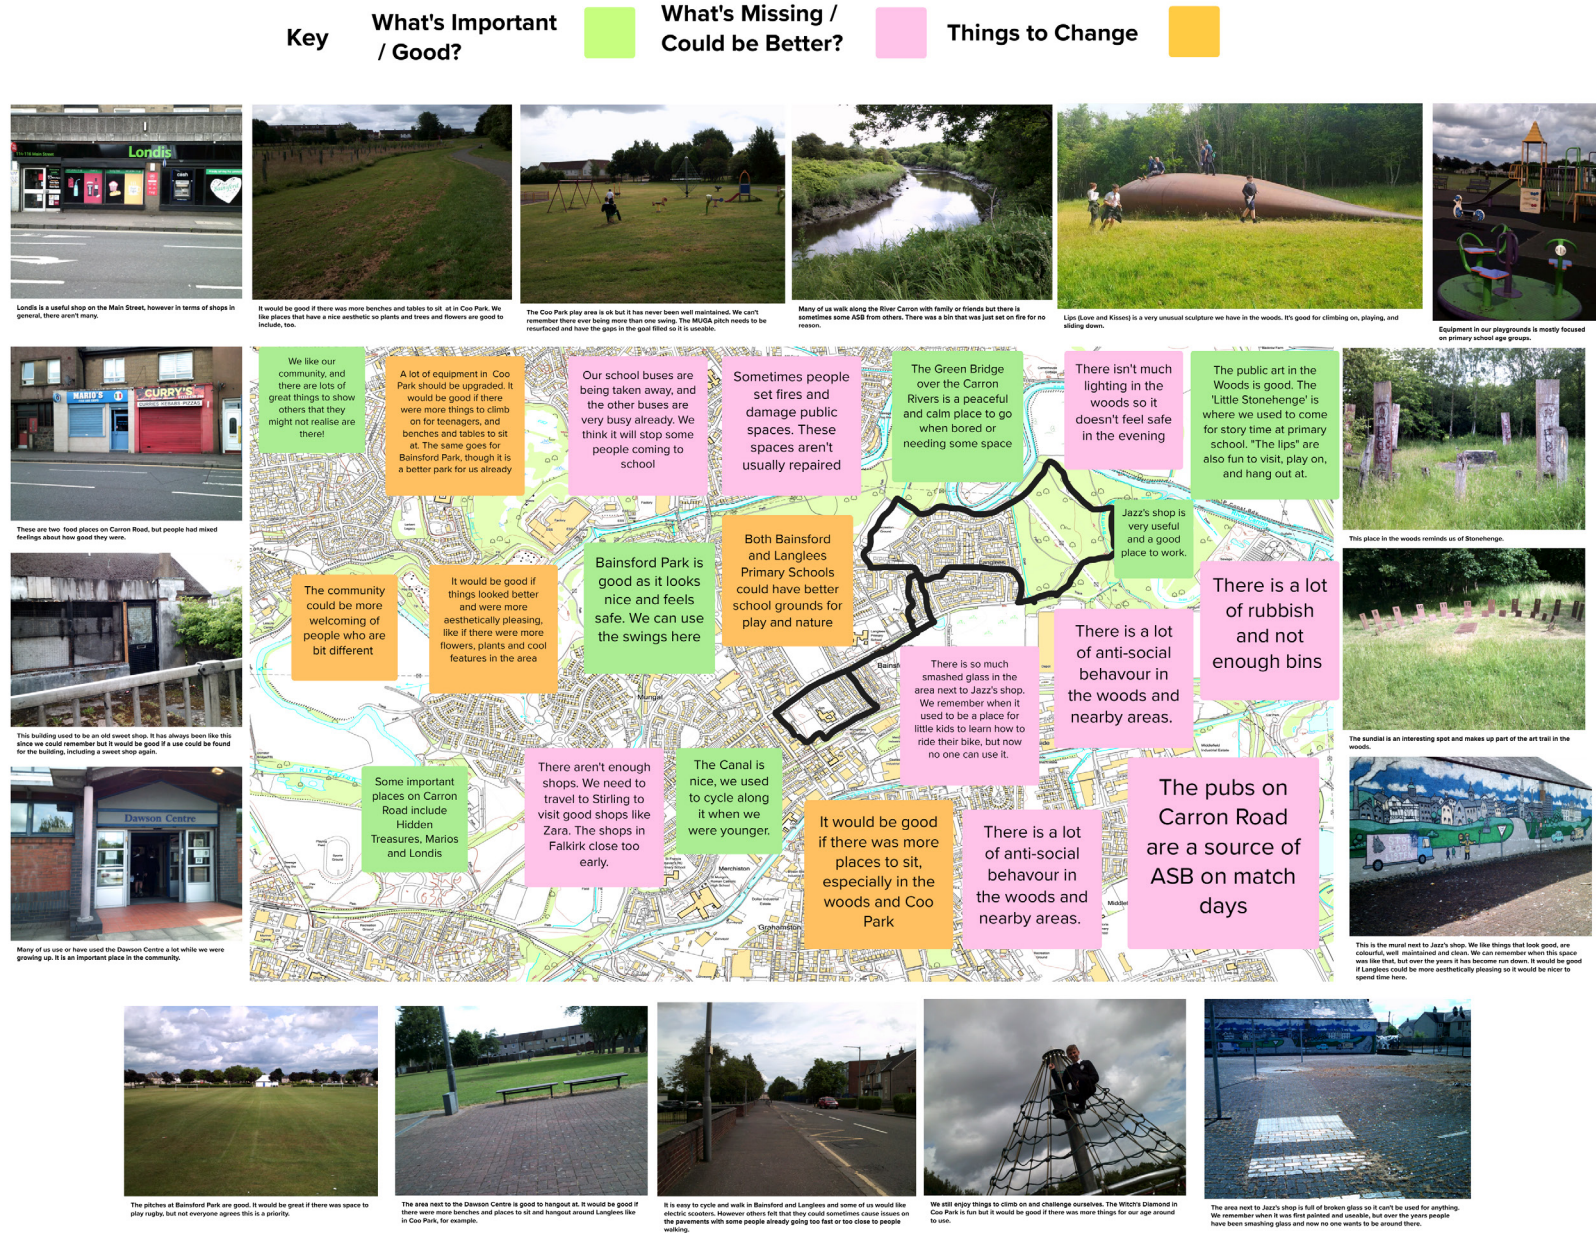 Key
What's Important
/ Good?
What's Missing /
Could be Better?
Things to Change
Londis
Londis is a useful shop on the Main Street, however in terms of shops in
general, there aren't many.
It would be good if there was more benches and tables to sit at in Coo Park. We
like places that have a nice aesthetic so plants and trees and flowers are good to
include, too.
The Coo Park play area is ok but it has never been well maintained. We can't
remember there ever being more than one swing. The MUGA pitch needs to be
resurfaced and have the gaps in the goal filled so it is useable.
Many of us walk along the River Carron with family or friends but there is
sometimes some ASB from others. There was a bin that was just set on fire for no
reason.
Lips (Love and Kisses) is a very unusual sculpture we have in the woods. It's good for climbing on, playing, and
sliding down.
Equipment in our playgrounds is mostly focused
on primary school age groups.
MARIO'S
CURRY'S
CURRIES KEBABS PIZZAS
These are two food places on Carron Road, but people had mixed
feelings about how good they were.
This building used to be an old sweet shop. It has always been like this
since we could remember but it would be good if a use could be found
for the building, including a sweet shop again.
Dawson Centre
Many of us use or have used the Dawson Centre a lot while we were
growing up. It is an important place in the community.
We like our
community, and
there are lots of
great things to show
others that they
might not realise are
there!
A lot of equipment in Coo
Park should be upgraded. It
would be good if there
were more things to climb
on for teenagers, and
benches and tables to sit
at. The same goes for
Bainsford Park, though it is
a better park for us already
Our school buses are
being taken away, and
the other buses are
very busy already. We
think it will stop some
people coming to
school
Sometimes people
set fires and
damage public
spaces. These
spaces aren't
usually repaired
The Green Bridge
over the Carron
Rivers is a peaceful
and calm place to go
when bored or
needing some space
There isn't much
lighting in the
woods so it
doesn't feel safe
in the evening
The public art in the
Woods is good. The
'Little Stonehenge' is
where we used to come
for story time at primary
school. "The lips" are
also fun to visit, play on,
and hang out at.
Jazz's shop is
very useful
and a good
place to work.
The community
could be more
welcoming of
people who are
bit different
It would be good if
things looked better
and were more
aesthetically pleasing,
like if there were more
flowers, plants and cool
features in the area
Bainsford Park is
good as it looks
nice and feels
safe. We can use
the swings here
Both Bainsford
and Langlees
Primary Schools
could have better
school grounds for
play and nature
There is a lot
of rubbish
and not
enough bins
There is a lot
of anti-social
behavour in
the woods and
nearby areas.
There is so much
smashed glass in the
area next to Jazz's shop.
We remember when it
used to be a place for
little kids to learn how to
ride their bike, but now
no one can use it.
Some important
places on Carron
Road include
Hidden
Treasures, Marios
and Londis
There aren't enough
shops. We need to
travel to Stirling to
visit good shops like
Zara. The shops in
Falkirk close too
early.
The Canal is
nice, we used
to cycle along
it when we
were younger.
It would be good
if there was more
places to sit,
especially in the
woods and Coo
Park
There is a lot
of anti-social
behavour in
the woods and
nearby areas.
The pubs on
Carron Road
are a source of
ASB on match
days
Mungal
Merchiston
Grahamston
This place in the woods reminds us of Stonehenge.
The sundial is an interesting spot and makes up part of the art trail in the
woods.
This is the mural next to Jazz's shop. We like things that look good, are
colourful, well maintained and clean. We can remember when this space
was like that, but over the years it has become run down. It would be good
if Langlees could be more aesthetically pleasing so it would be nicer to
spend time here.
The pitches at Bainsford Park are good. It would be great if there was space to
play rugby, but not everyone agrees this is a priority.
The area next to the Dawson Centre is good to hangout at. It would be good if
there were more benches and places to sit and hangout around Langlees like
in Coo Park, for example.
It is easy to cycle and walk in Bainsford and Langlees and some of us would like
electric scooters. However others felt that they could sometimes cause issues on
the pavements with some people already going too fast or too close to people
walking.
We still enjoy things to climb on and challenge ourselves. The Witch's Diamond in
Coo Park is fun but it would be good if there was more things for our age around
to use.
The area next to Jazz's shop is full of broken glass so it can't be used for anything.
We remember when it was first painted and useable, but over the years people
have been smashing glass and now no one wants to be around there.